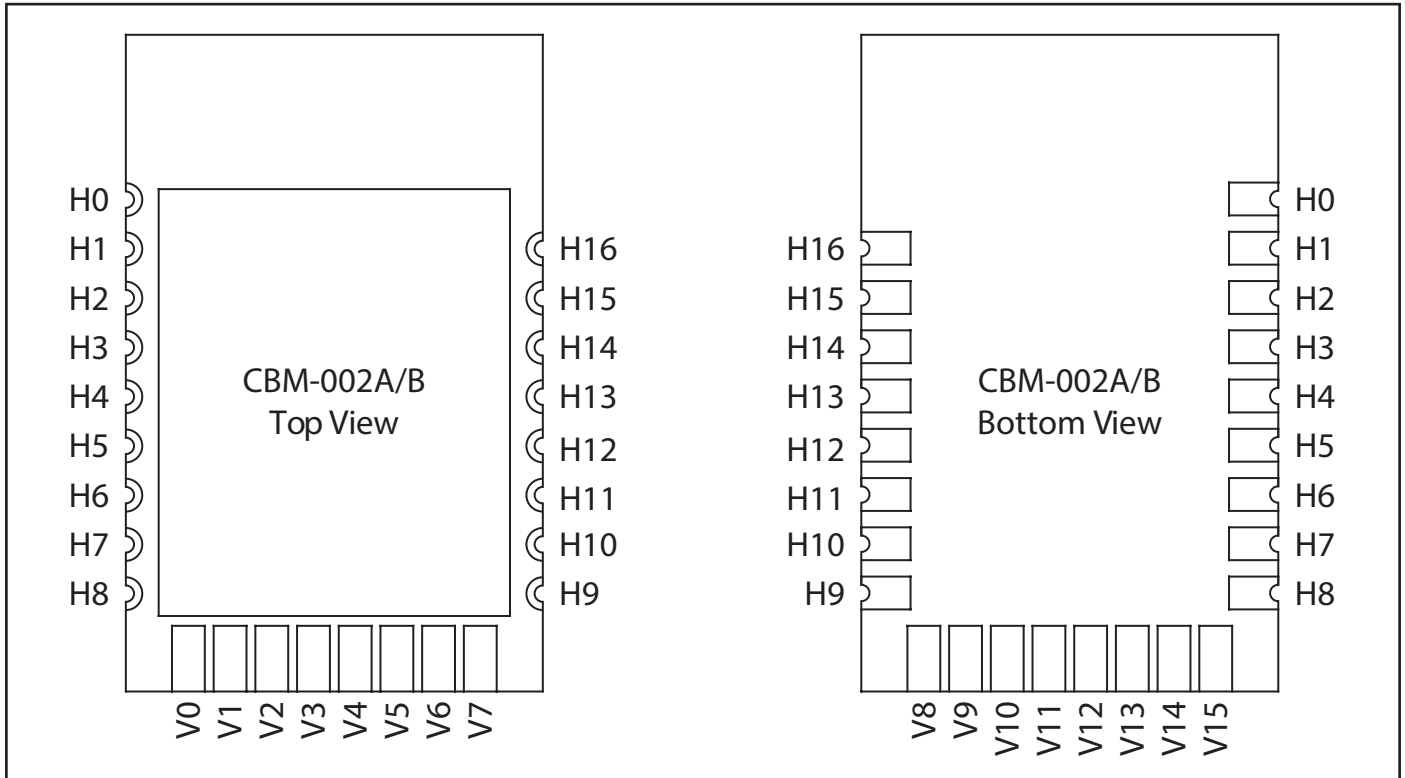 H0
H1
H2
H3
H4
H5
H6
H7
H8
H16
H15
H14
H13
H12
H11
H10
H9
CBM-002A/B
Top View
V0
V1
V2
V3
V4
V5
V6
V7
H16
H15
H14
H13
H12
H11
H10
H9
CBM-002A/B
Bottom View
H0
H1
H2
H3
H4
H5
H6
H7
H8
V8
V9
V10
V11
V12
V13
V14
V15